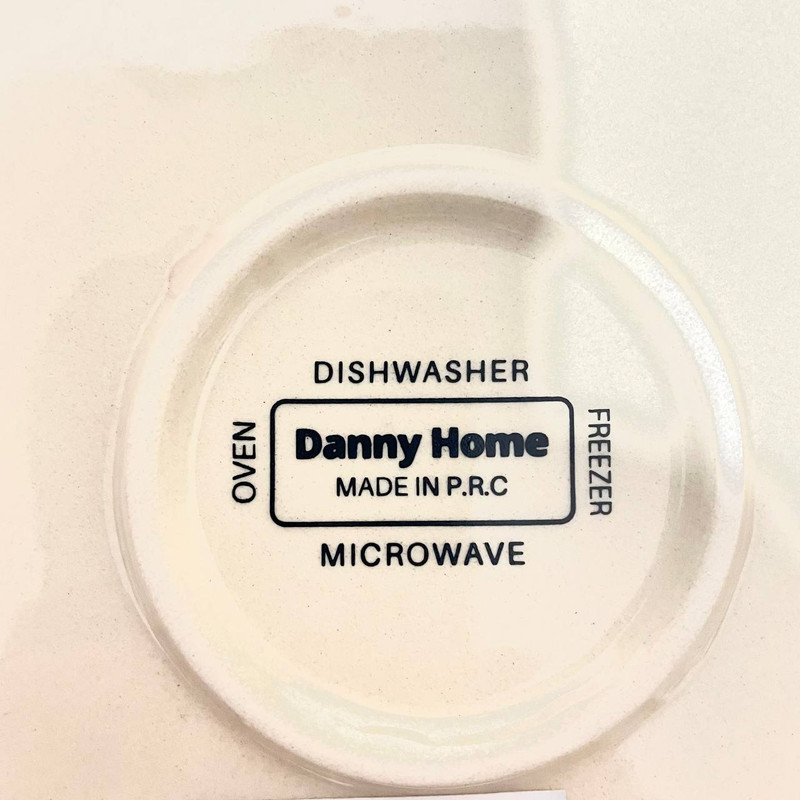 DISHWASHER
OVEN
Danny Home
MADE IN P.R.C
FREEZER
MICROWAVE